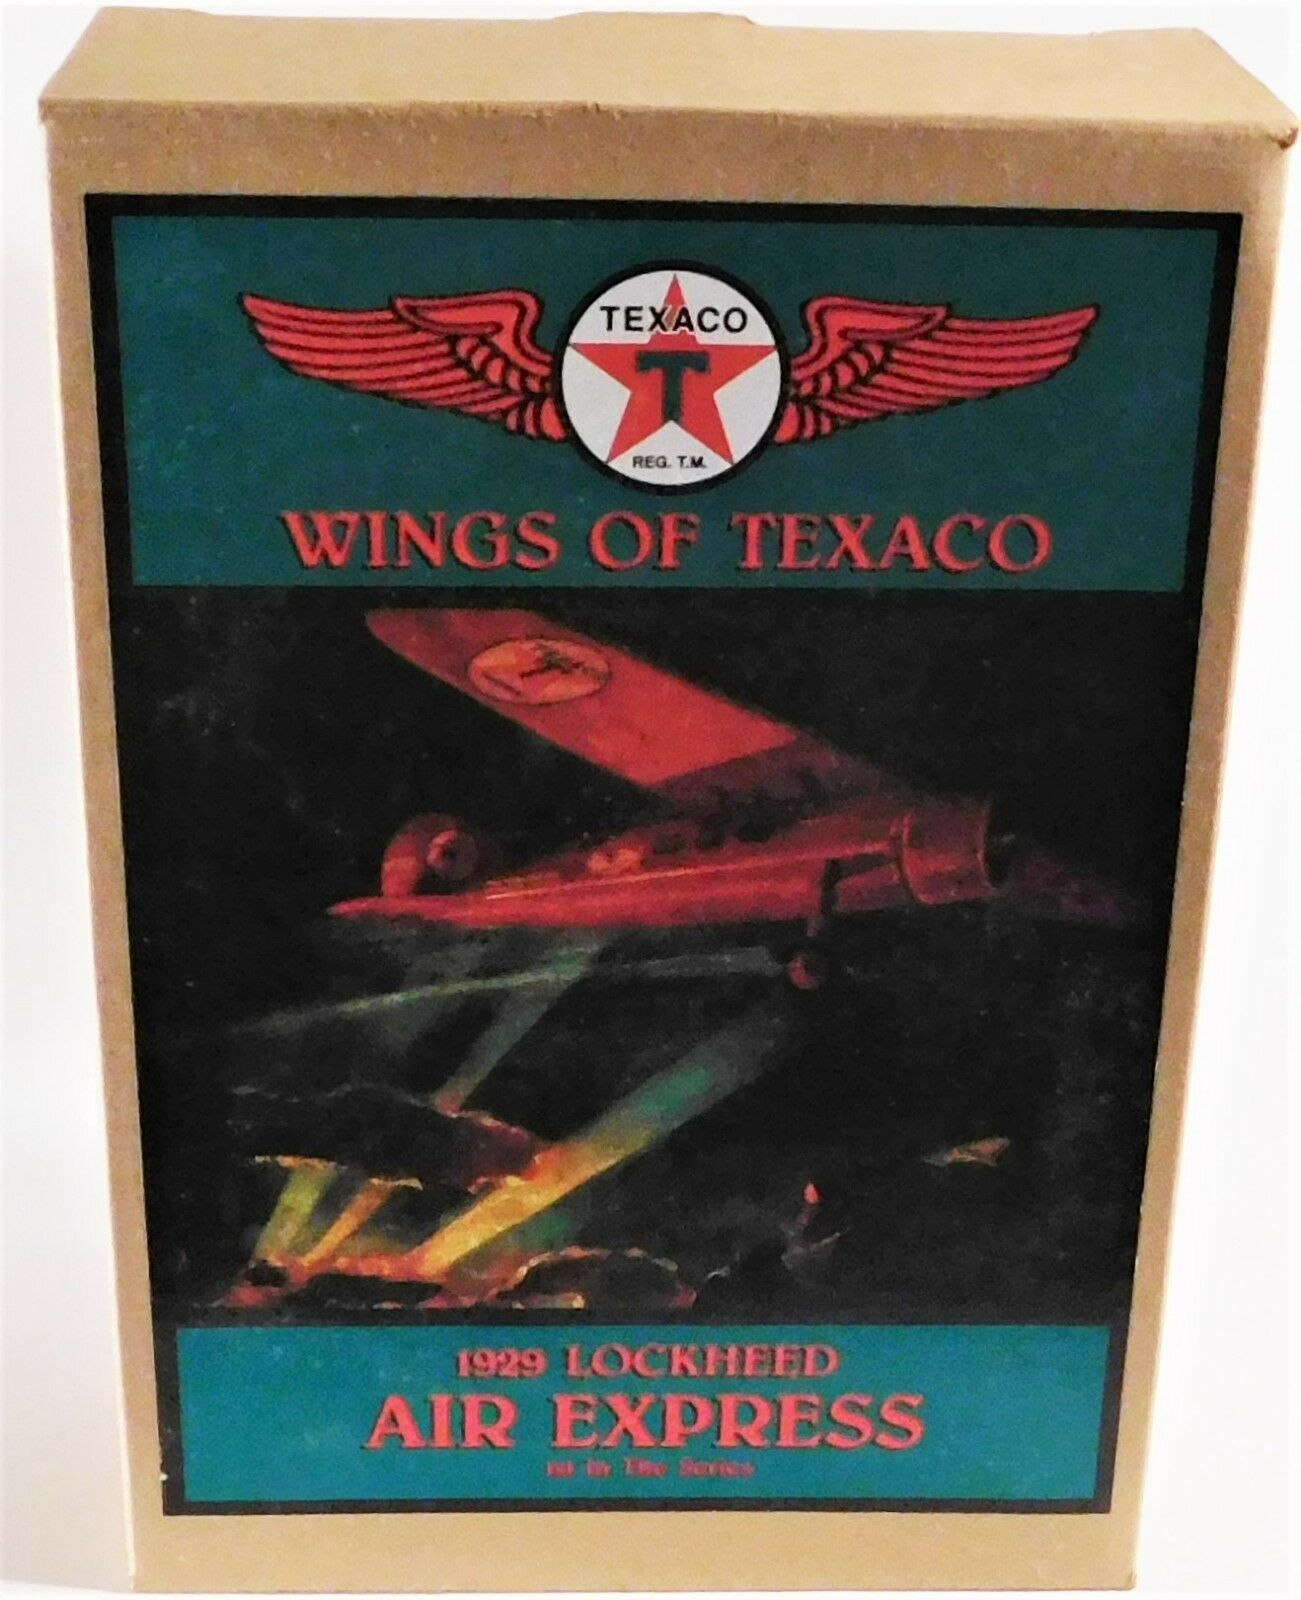 TEXACO
T
REG. T.M.
WINGS OF TEXACO
1929 LOCKHEED
AIR EXPRESS
1st in The Series